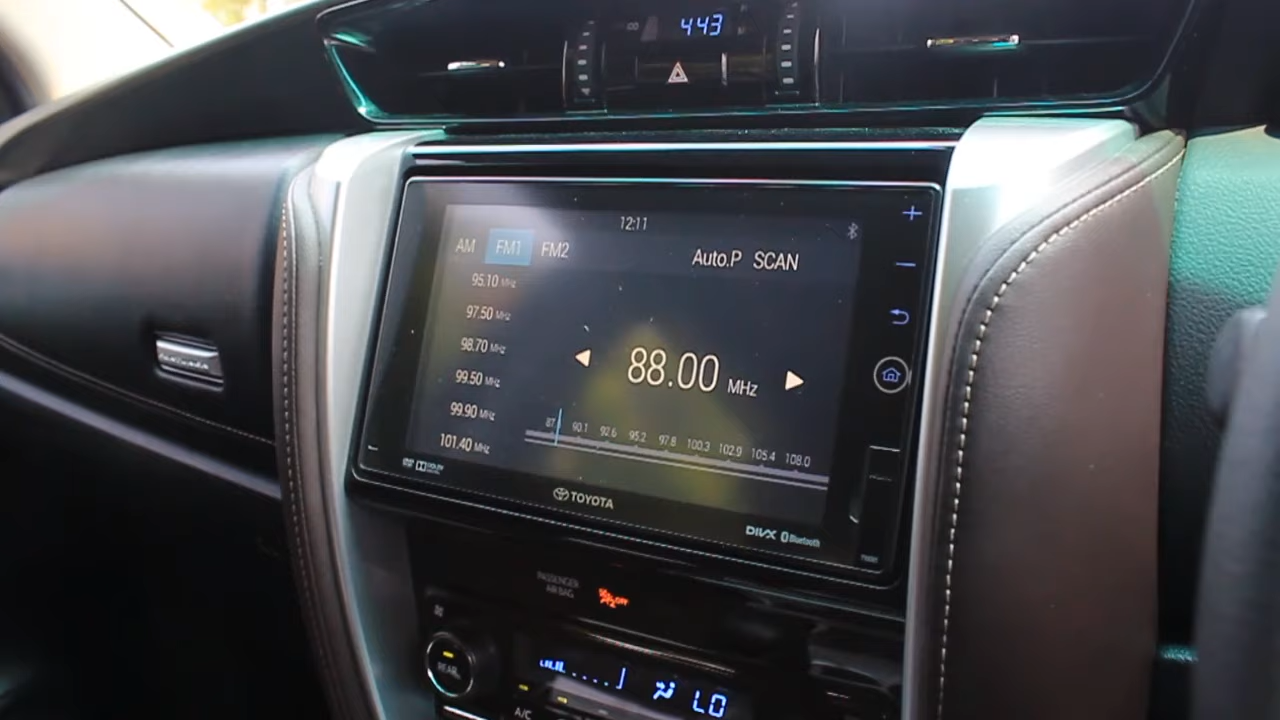 4:43
12:11
AM FM1 FM2 Auto.P SCAN
95.10 MHz
97.50 MHz
98.70 MHz
99.50 MHz
99.90 MHz
101.40 MHz
88.00 MHz
87 90.1 92.6 95.2 97.8 100.3 102.9 105.4 108.0
TOYOTA
DIVX Bluetooth
PASSENGER
AIR BAG
OFF
REAR
A/C
LO